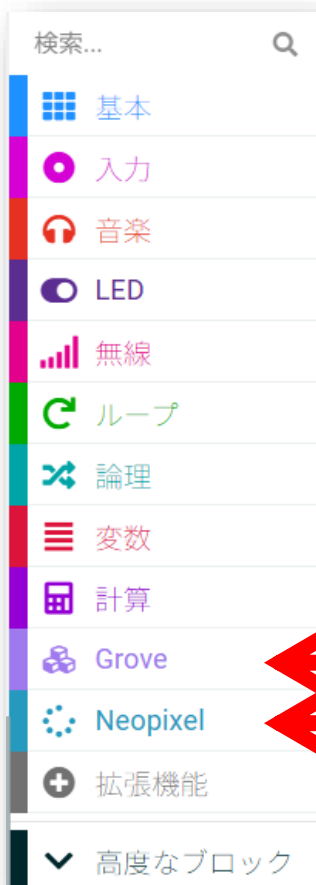 検索...
基本
入力
音楽
LED
無線
ループ
論理
変数
計算
Grove
Neopixel
拡張機能
高度なブロック